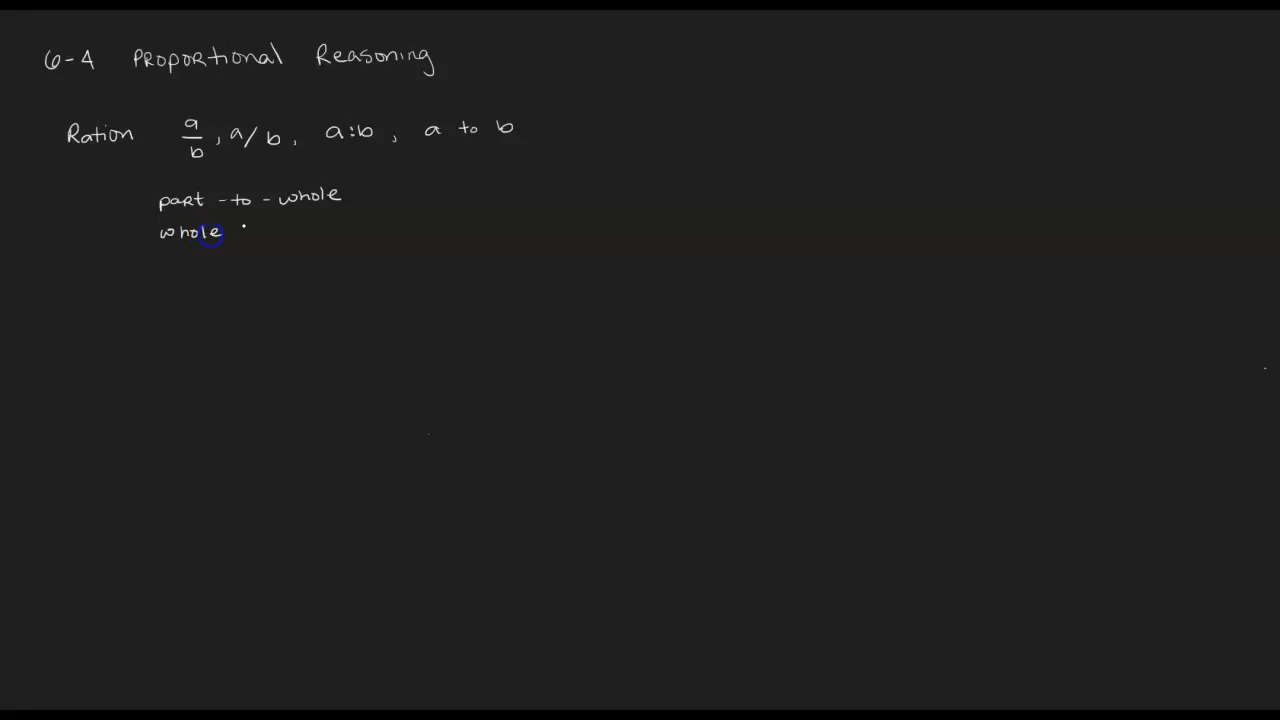 6-4 Proportional Reasoning
Ration a/b, a/b, a:b, a to b
part-to-whole
whole